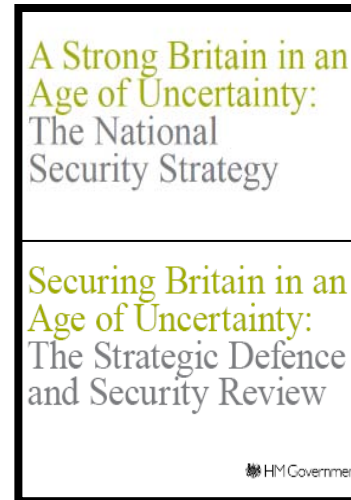 A Strong Britain in an
Age of Uncertainty:
The National
Security Strategy
Securing Britain in an
Age of Uncertainty:
The Strategic Defence
and Security Review
HM Governmen